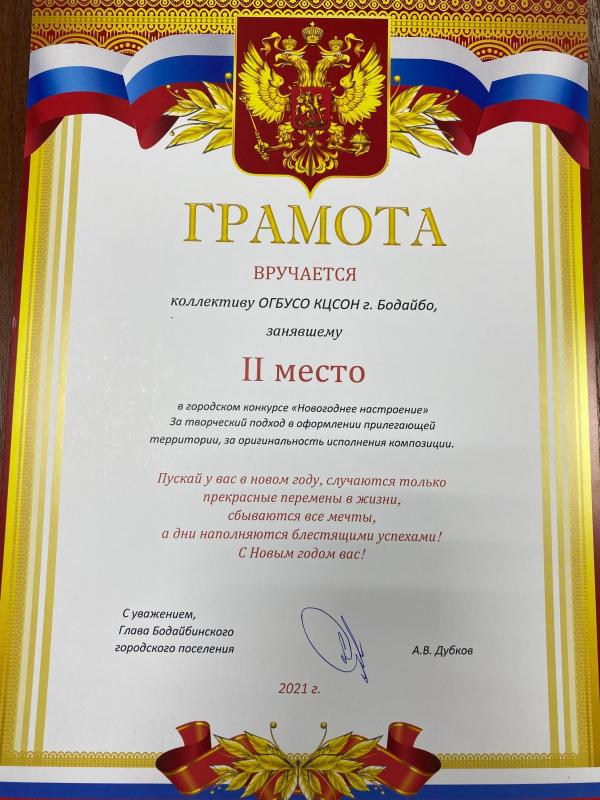 ГРАМОТА
ВРУЧАЕТСЯ
коллективу ОГБУСО КЦСОН г. Бодайбо,
занявшему
II место
в городском конкурсе «Новогоднее настроение»
За творческий подход в оформлении прилегающей
территории, за оригинальность исполнения композиции.
Пускай у вас в новом году, случаются только
прекрасные перемены в жизни,
сбываются все мечты,
а дни наполняются блестящими успехами!
С Новым годом вас!
С уважением,
Глава Бодайбинского
городского поселения
А.В. Дубков
2021 г.